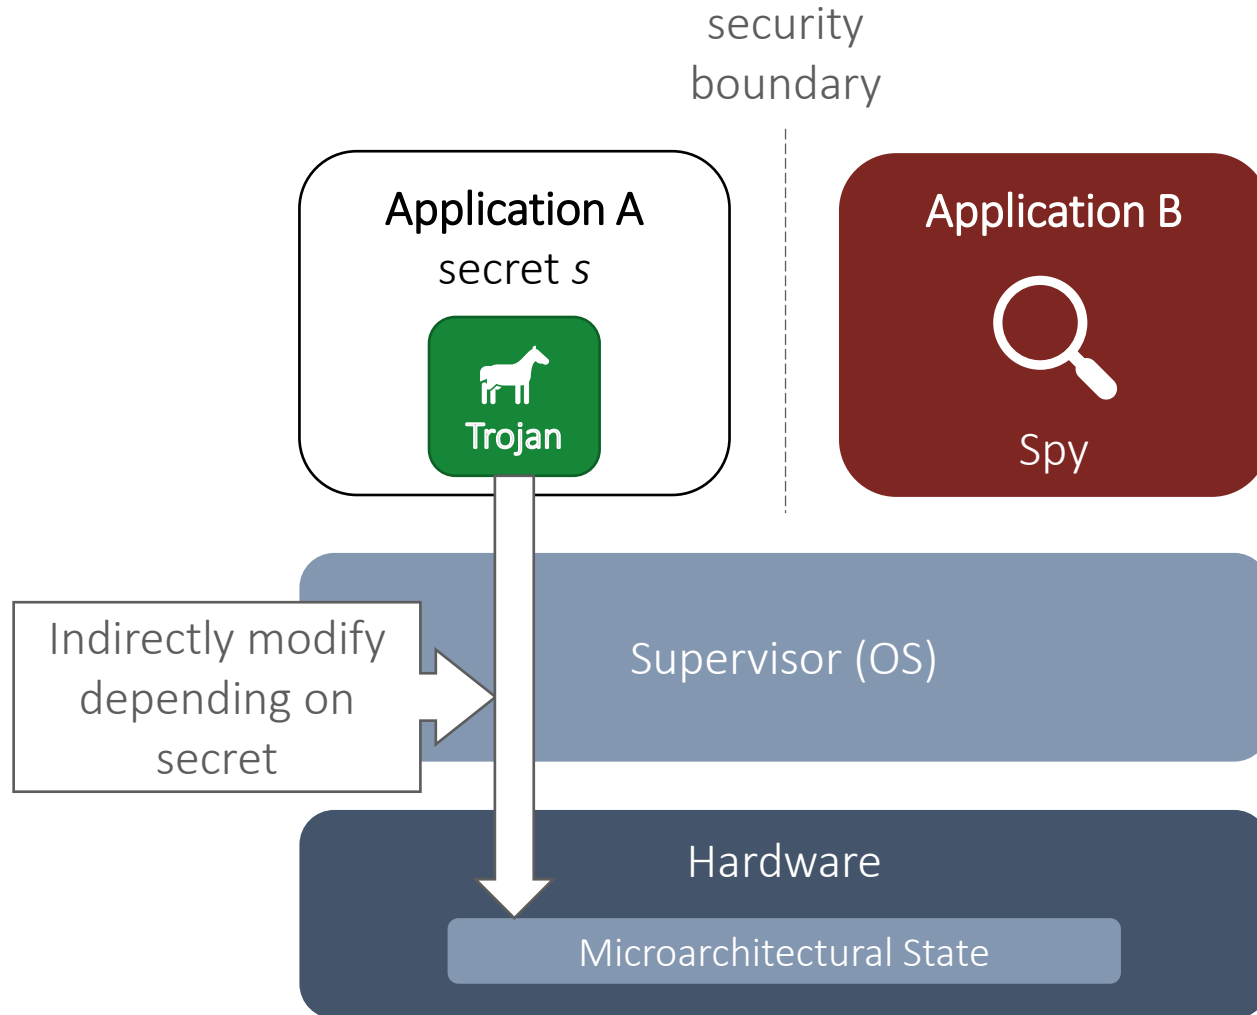 security
boundary
Application A
secret s
Trojan
Application B
Spy
Indirectly modify
depending on
secret
Supervisor (OS)
Hardware
Microarchitectural State